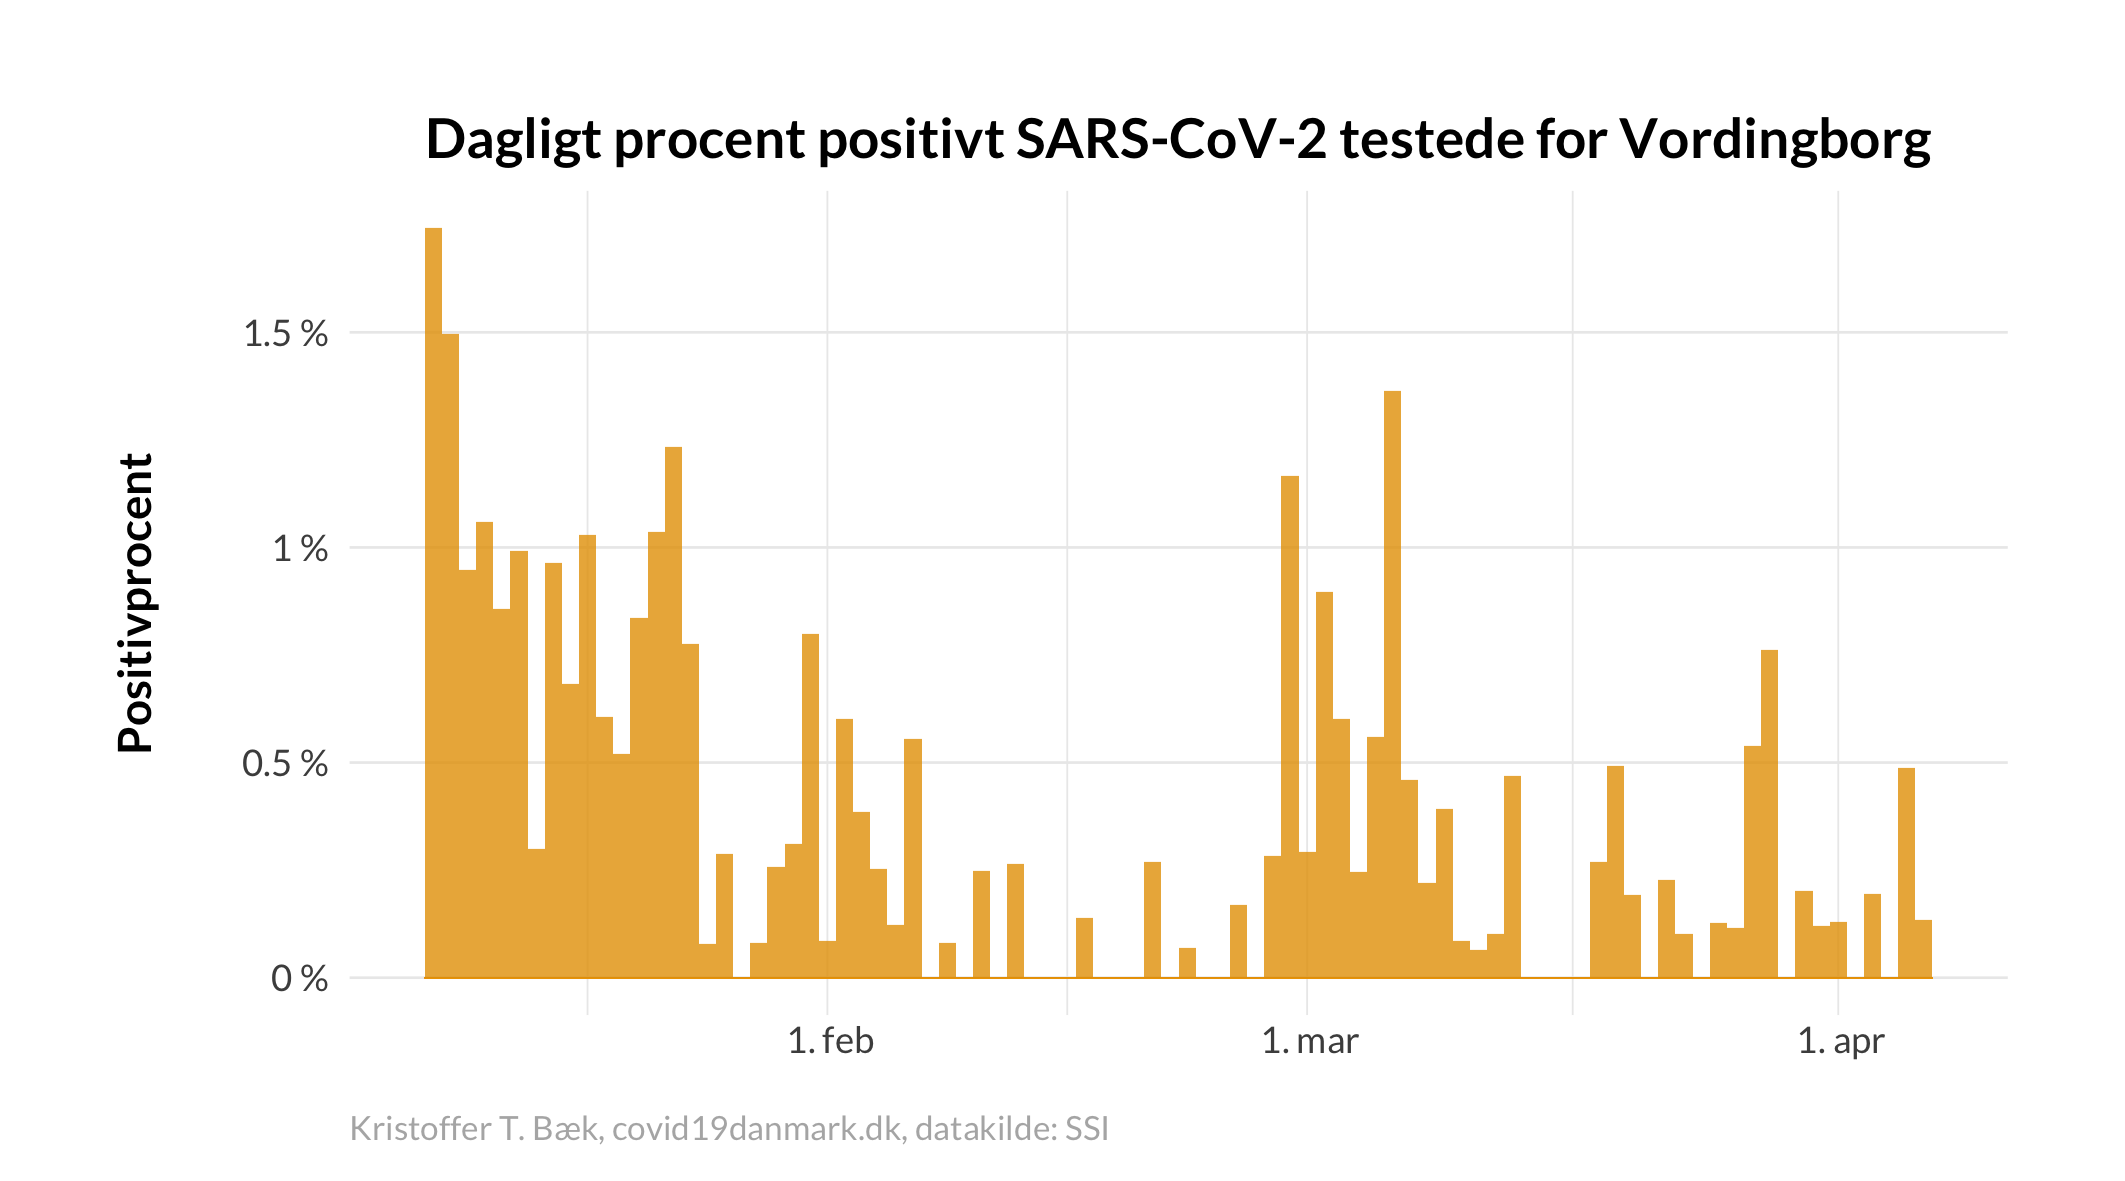 Dagligt procent positivt SARS-CoV-2 testede for Vordingborg
Positivprocent
1.5 %
1 %
0.5 %
0 %
1. feb
1. mar
1. apr
Kristoffer T. Bæk, covid19danmark.dk, datakilde: SSI